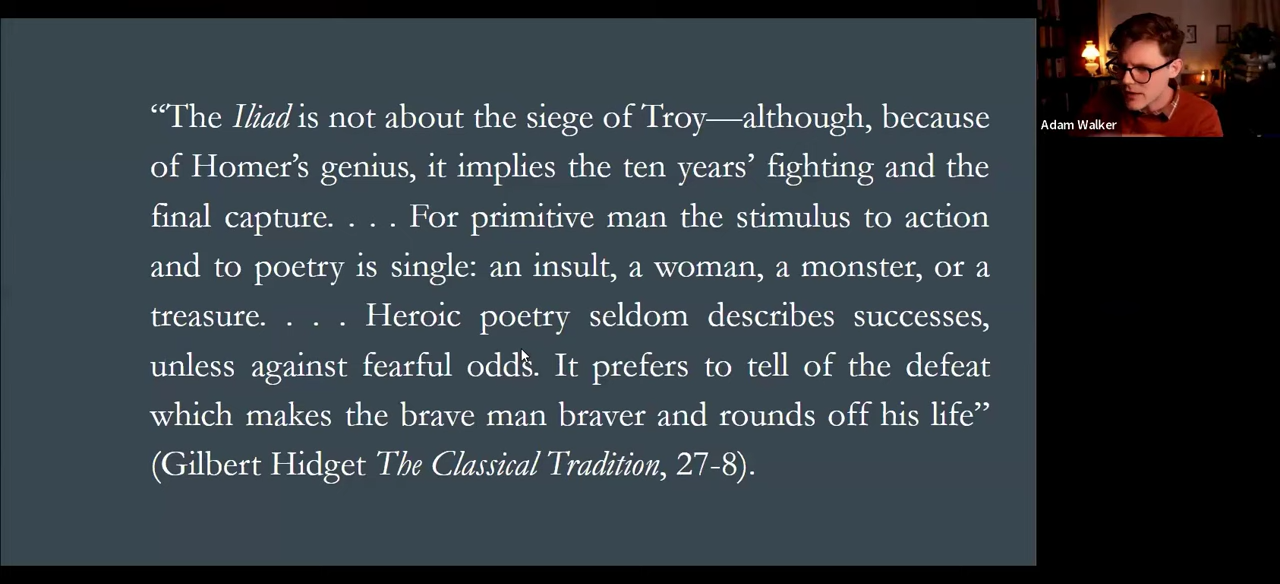 “The Iliad is not about the siege of Troy—although, because
of Homer’s genius, it implies the ten years’ fighting and the
final capture. . . . For primitive man the stimulus to action
and to poetry is single: an insult, a woman, a monster, or a
treasure. . . . Heroic poetry seldom describes successes,
unless against fearful odds. It prefers to tell of the defeat
which makes the brave man braver and rounds off his life”
(Gilbert Hidget The Classical Tradition, 27-8).
Adam Walker